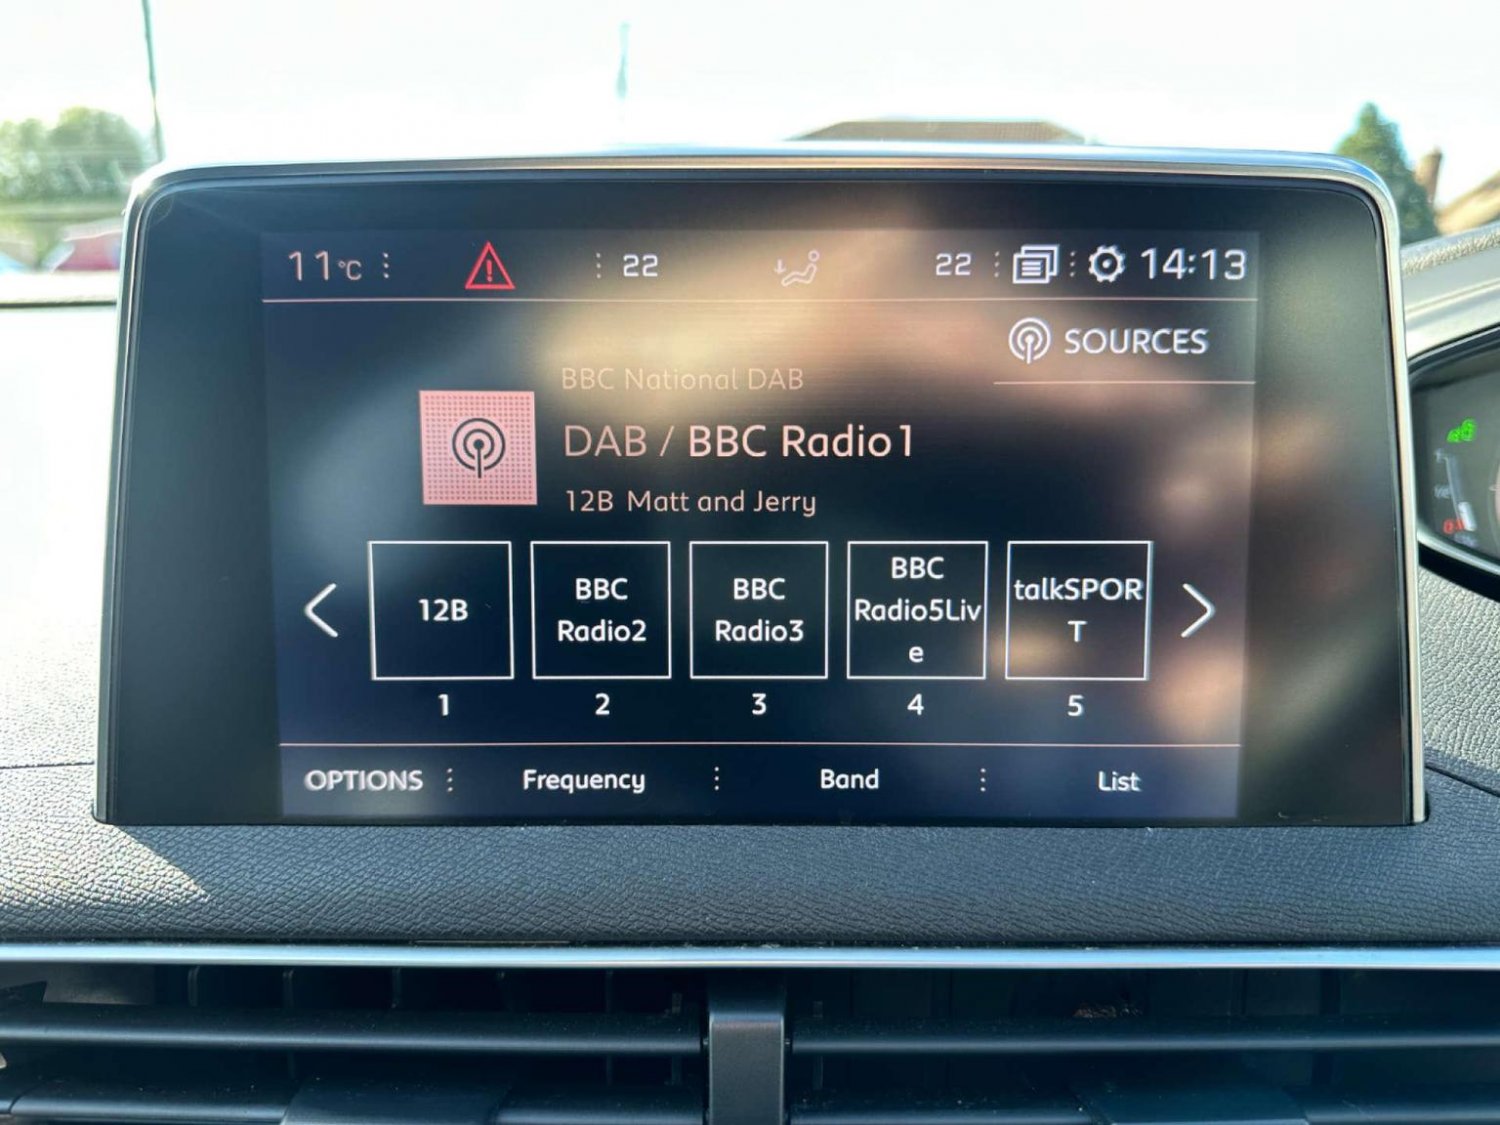 11°C 22 22 14:13
SOURCES
BBC National DAB
DAB / BBC Radio1
12B Matt and Jerry
12B
BBC
Radio2
BBC
Radio3
BBC
Radio5Liv
e
talkSPOR
T
1 2 3 4 5
OPTIONS Frequency Band List